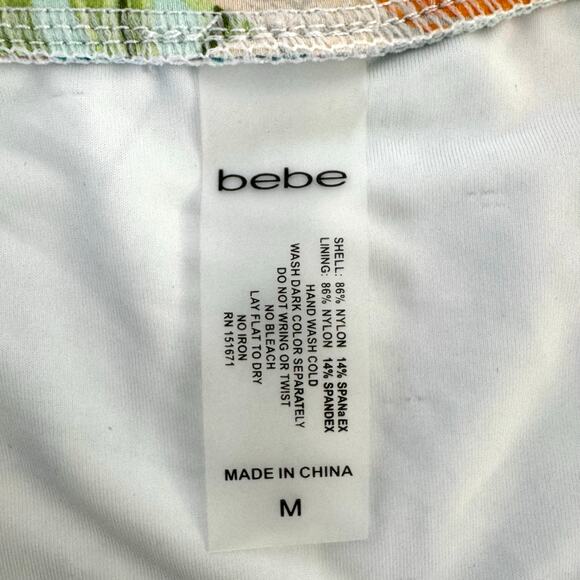 bebe
SHELL: 86% NYLON 14% SPANaEX
LINING: 86% NYLON 14% SPANDEX
HAND WASH COLD
WASH DARK COLOR SEPARATELY
DO NOT WRING OR TWIST
NO BLEACH
LAY FLAT TO DRY
NO IRON
RN 151671
MADE IN CHINA
M